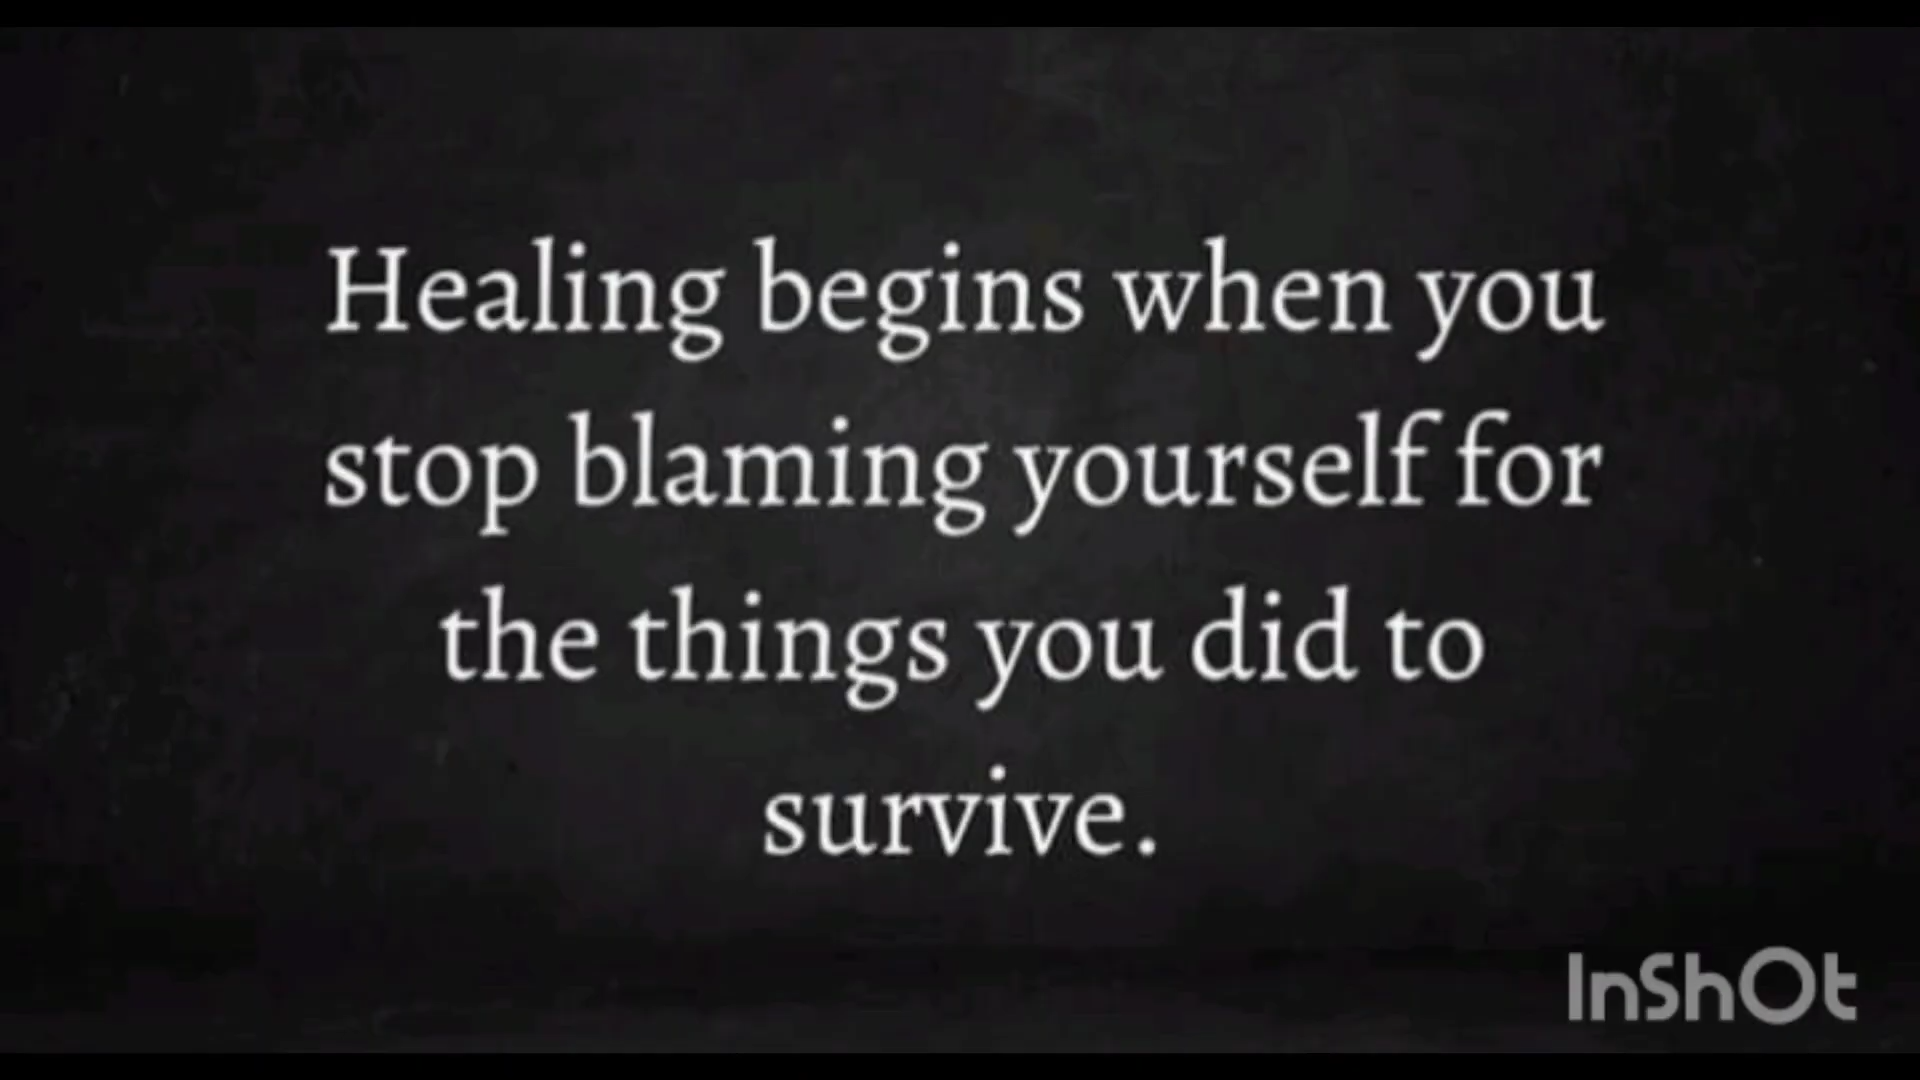 Healing begins when you
stop blaming yourself for
the things you did to
survive.
InShOt